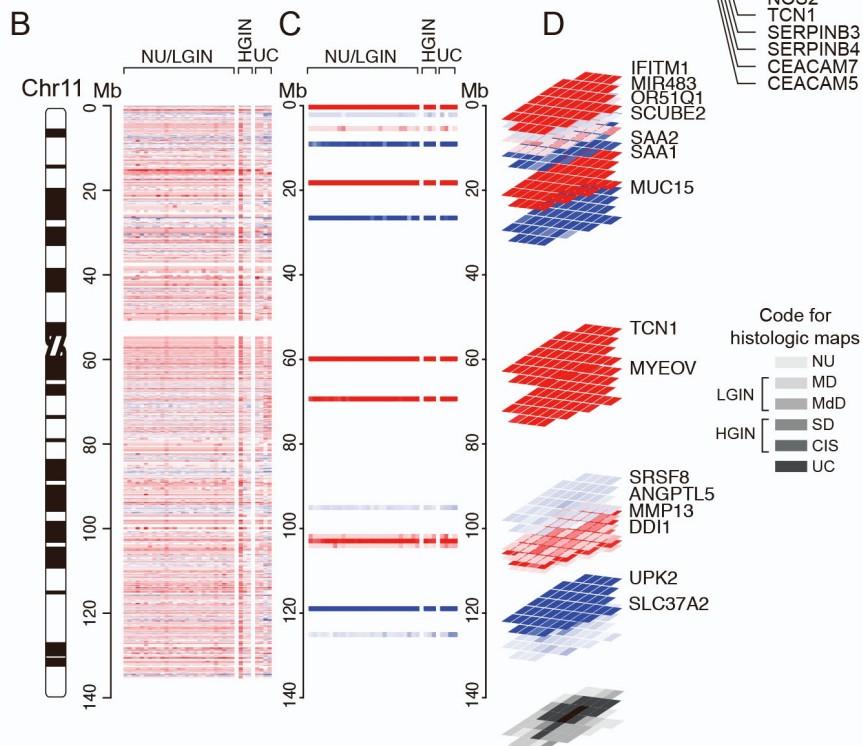 NOS2
TCN1
SERPINB3
SERPINB4
CEACAM7
CEACAM5
B
C
D
NU/LGIN
HGIN
UC
NU/LGIN
HGIN
UC
Chr11
Mb
Mb
Mb
0
20
40
60
80
100
120
140
0
20
40
60
80
100
120
140
0
20
40
60
80
100
120
140
IFITM1
MIR483
OR51Q1
SCUBE2
SAA2
SAA1
MUC15
TCN1
MYEOV
SRSF8
ANGPTL5
MMP13
DDI1
UPK2
SLC37A2
Code for
histologic maps
NU
LGIN
MD
MdD
HGIN
SD
CIS
UC